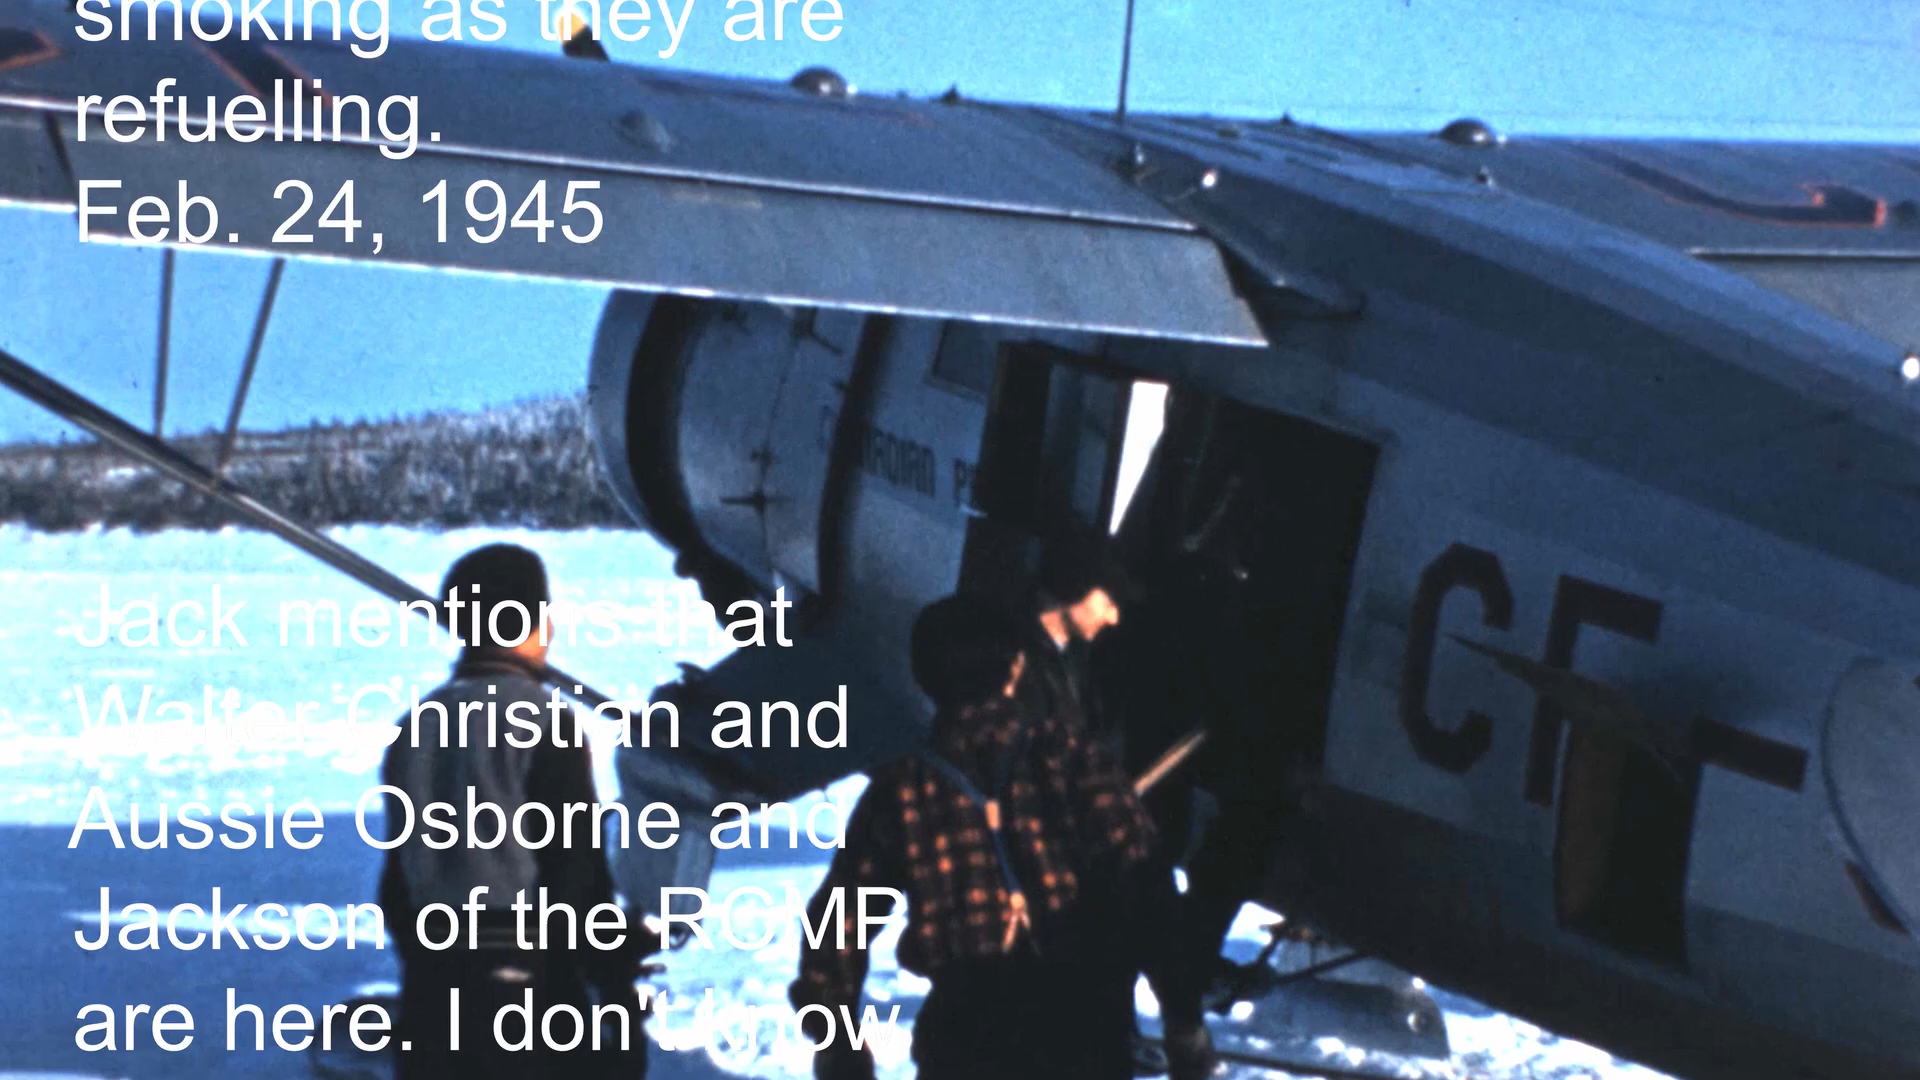 smoking as they are
refuelling.
Feb. 24, 1945
Jack mentions that
Walter Christian and
Aussie Osborne and
Jackson of the RCMP
are here. I don't know
CF